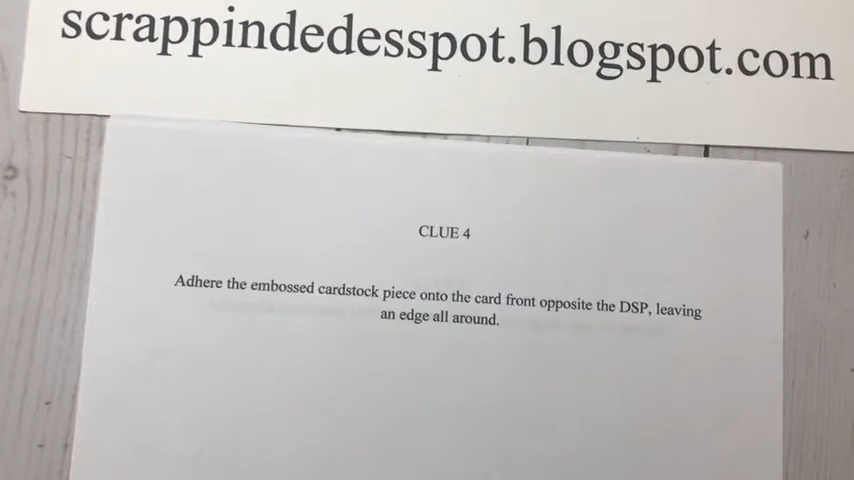 scrappindedesspot.blogspot.com
CLUE 4
Adhere the embossed cardstock piece onto the card front opposite the DSP, leaving
an edge all around.